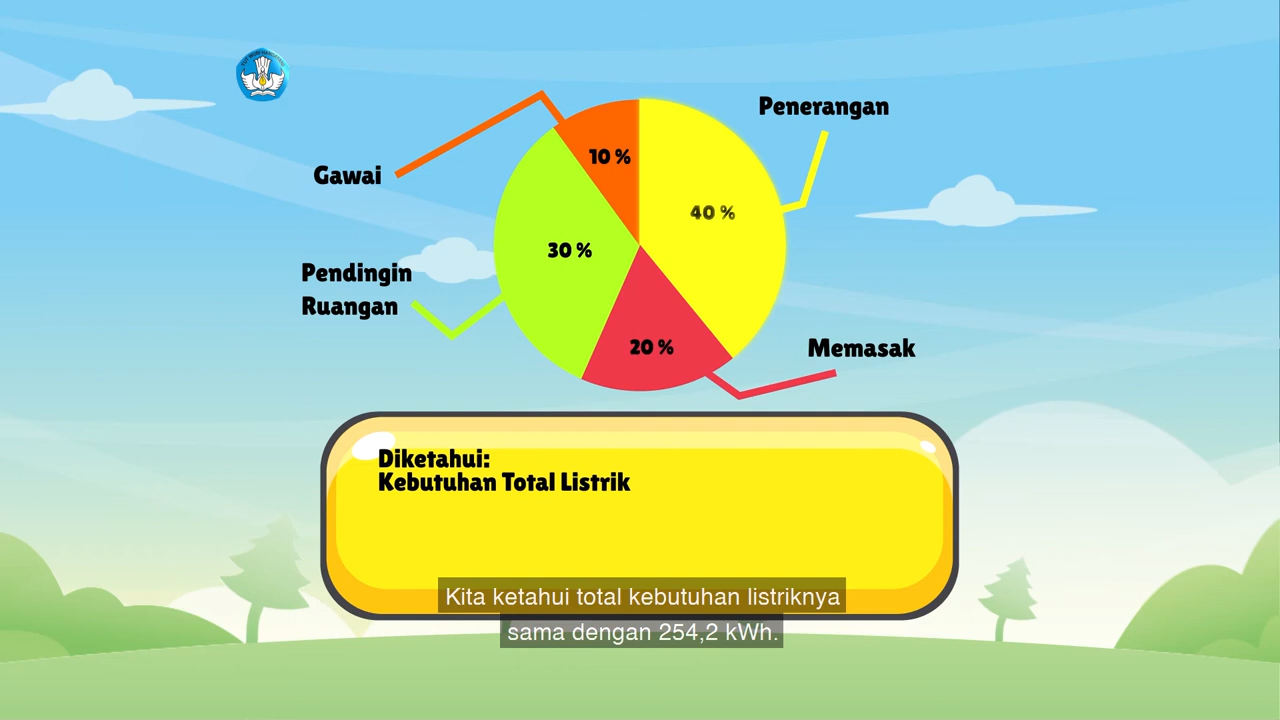 Penerangan
10 %
Gawai
40 %
30 %
Pendingin
Ruangan
20 %
Memasak
Diketahui:
Kebutuhan Total Listrik
Kita ketahui total kebutuhan listriknya
sama dengan 254,2 kWh.